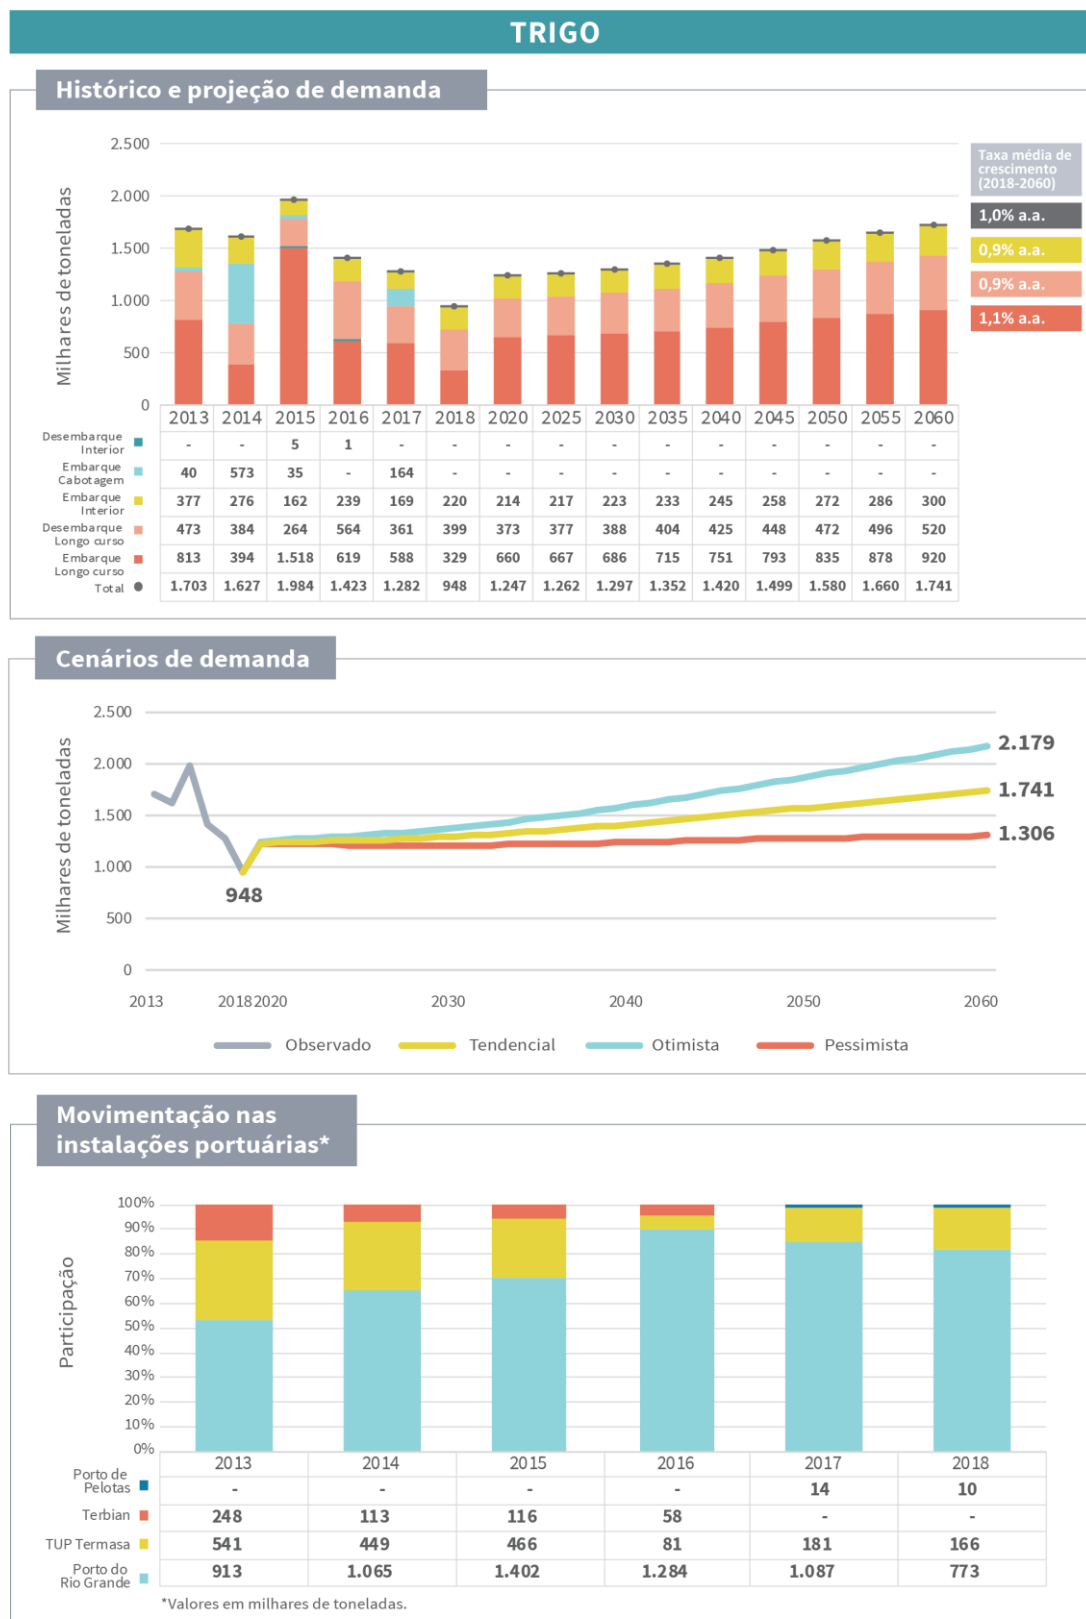 TRIGO
Histórico e projeção de demanda
Milhares de toneladas
2.500
2.000
1.500
1.000
500
0
Taxa média de
crescimento
(2018-2060)
1,0% a.a.
0,9% a.a.
0,9% a.a.
1,1% a.a.
2013 2014 2015 2016 2017 2018 2020 2025 2030 2035 2040 2045 2050 2055 2060
Desembarque
Interior - - 5 1 - - - - - - - - - - -
Embarque
Cabotagem 40 573 35 - 164 - - - - - - - - - -
Embarque
Interior 377 276 162 239 169 220 214 217 223 233 245 258 272 286 300
Desembarque
Longo curso 473 384 264 564 361 399 373 377 388 404 425 448 472 496 520
Embarque
Longo curso 813 394 1.518 619 588 329 660 667 686 715 751 793 835 878 920
Total 1.703 1.627 1.984 1.423 1.282 948 1.247 1.262 1.297 1.352 1.420 1.499 1.580 1.660 1.741
Cenários de demanda
Milhares de toneladas
2.500
2.000
1.500
1.000
500
0
2.179
1.741
1.306
948
2013 2018 2020 2030 2040 2050 2060
Observado Tendencial Otimista Pessimista
Movimentação nas
instalações portuárias*
Participação
100%
90%
80%
70%
60%
50%
40%
30%
20%
10%
0%
2013 2014 2015 2016 2017 2018
Porto de
Pelotas - - - - 14 10
Terbian 248 113 116 58 - -
TUP Termasa 541 449 466 81 181 166
Porto do
Rio Grande 913 1.065 1.402 1.284 1.087 773
*Valores em milhares de toneladas.